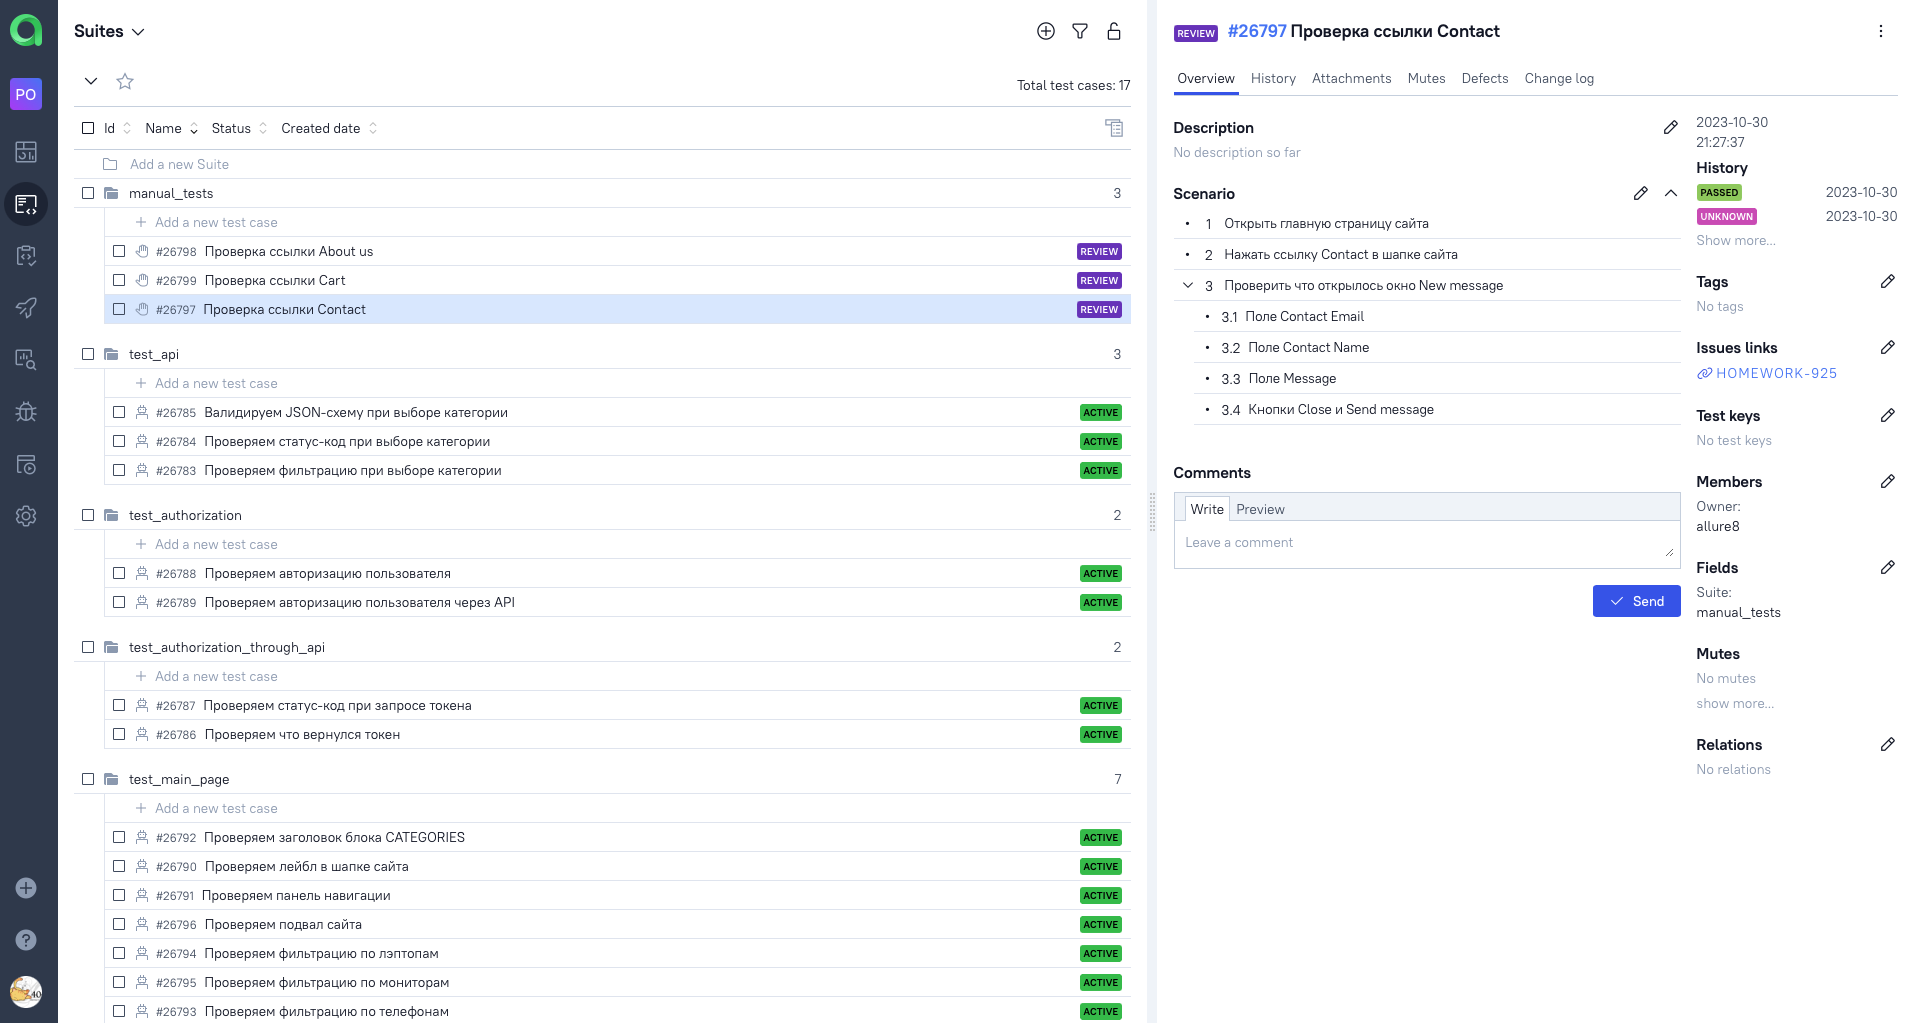 Suites
PO
Total test cases: 17
Id Name Status Created date
Add a new Suite
manual_tests 3
Add a new test case
#26798 Проверка ссылки About us REVIEW
#26799 Проверка ссылки Cart REVIEW
#26797 Проверка ссылки Contact REVIEW
test_api 3
Add a new test case
#26785 Валидируем JSON-схему при выборе категории ACTIVE
#26784 Проверяем статус-код при выборе категории ACTIVE
#26783 Проверяем фильтрацию при выборе категории ACTIVE
test_authorization 2
Add a new test case
#26788 Проверяем авторизацию пользователя ACTIVE
#26789 Проверяем авторизацию пользователя через API ACTIVE
test_authorization_through_api 2
Add a new test case
#26787 Проверяем статус-код при запросе токена ACTIVE
#26786 Проверяем что вернулся токен ACTIVE
test_main_page 7
Add a new test case
#26792 Проверяем заголовок блока CATEGORIES ACTIVE
#26790 Проверяем лейбл в шапке сайта ACTIVE
#26791 Проверяем панель навигации ACTIVE
#26796 Проверяем подвал сайта ACTIVE
#26794 Проверяем фильтрацию по лэптопам ACTIVE
#26795 Проверяем фильтрацию по мониторам ACTIVE
#26793 Проверяем фильтрацию по телефонам ACTIVE
40
REVIEW #26797 Проверка ссылки Contact
Overview History Attachments Mutes Defects Change log
Description
No description so far
Scenario
1 Открыть главную страницу сайта
2 Нажать ссылку Contact в шапке сайта
3 Проверить что открылось окно New message
3.1 Поле Contact Email
3.2 Поле Contact Name
3.3 Поле Message
3.4 Кнопки Close и Send message
Comments
Write Preview
Leave a comment
Send
2023-10-30
21:27:37
History
PASSED 2023-10-30
UNKNOWN 2023-10-30
Show more...
Tags
No tags
Issues links
HOMEWORK-925
Test keys
No test keys
Members
Owner:
allure8
Fields
Suite:
manual_tests
Mutes
No mutes
show more...
Relations
No relations